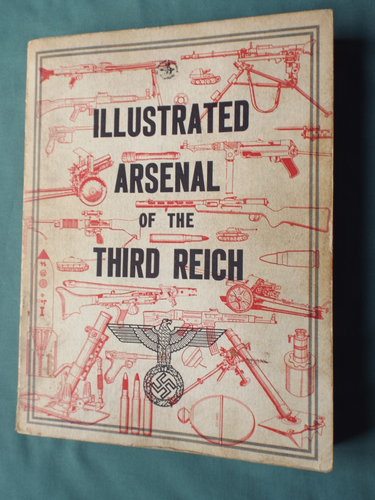 ILLUSTRATED
ARSENAL
OF THE
THIRD REICH